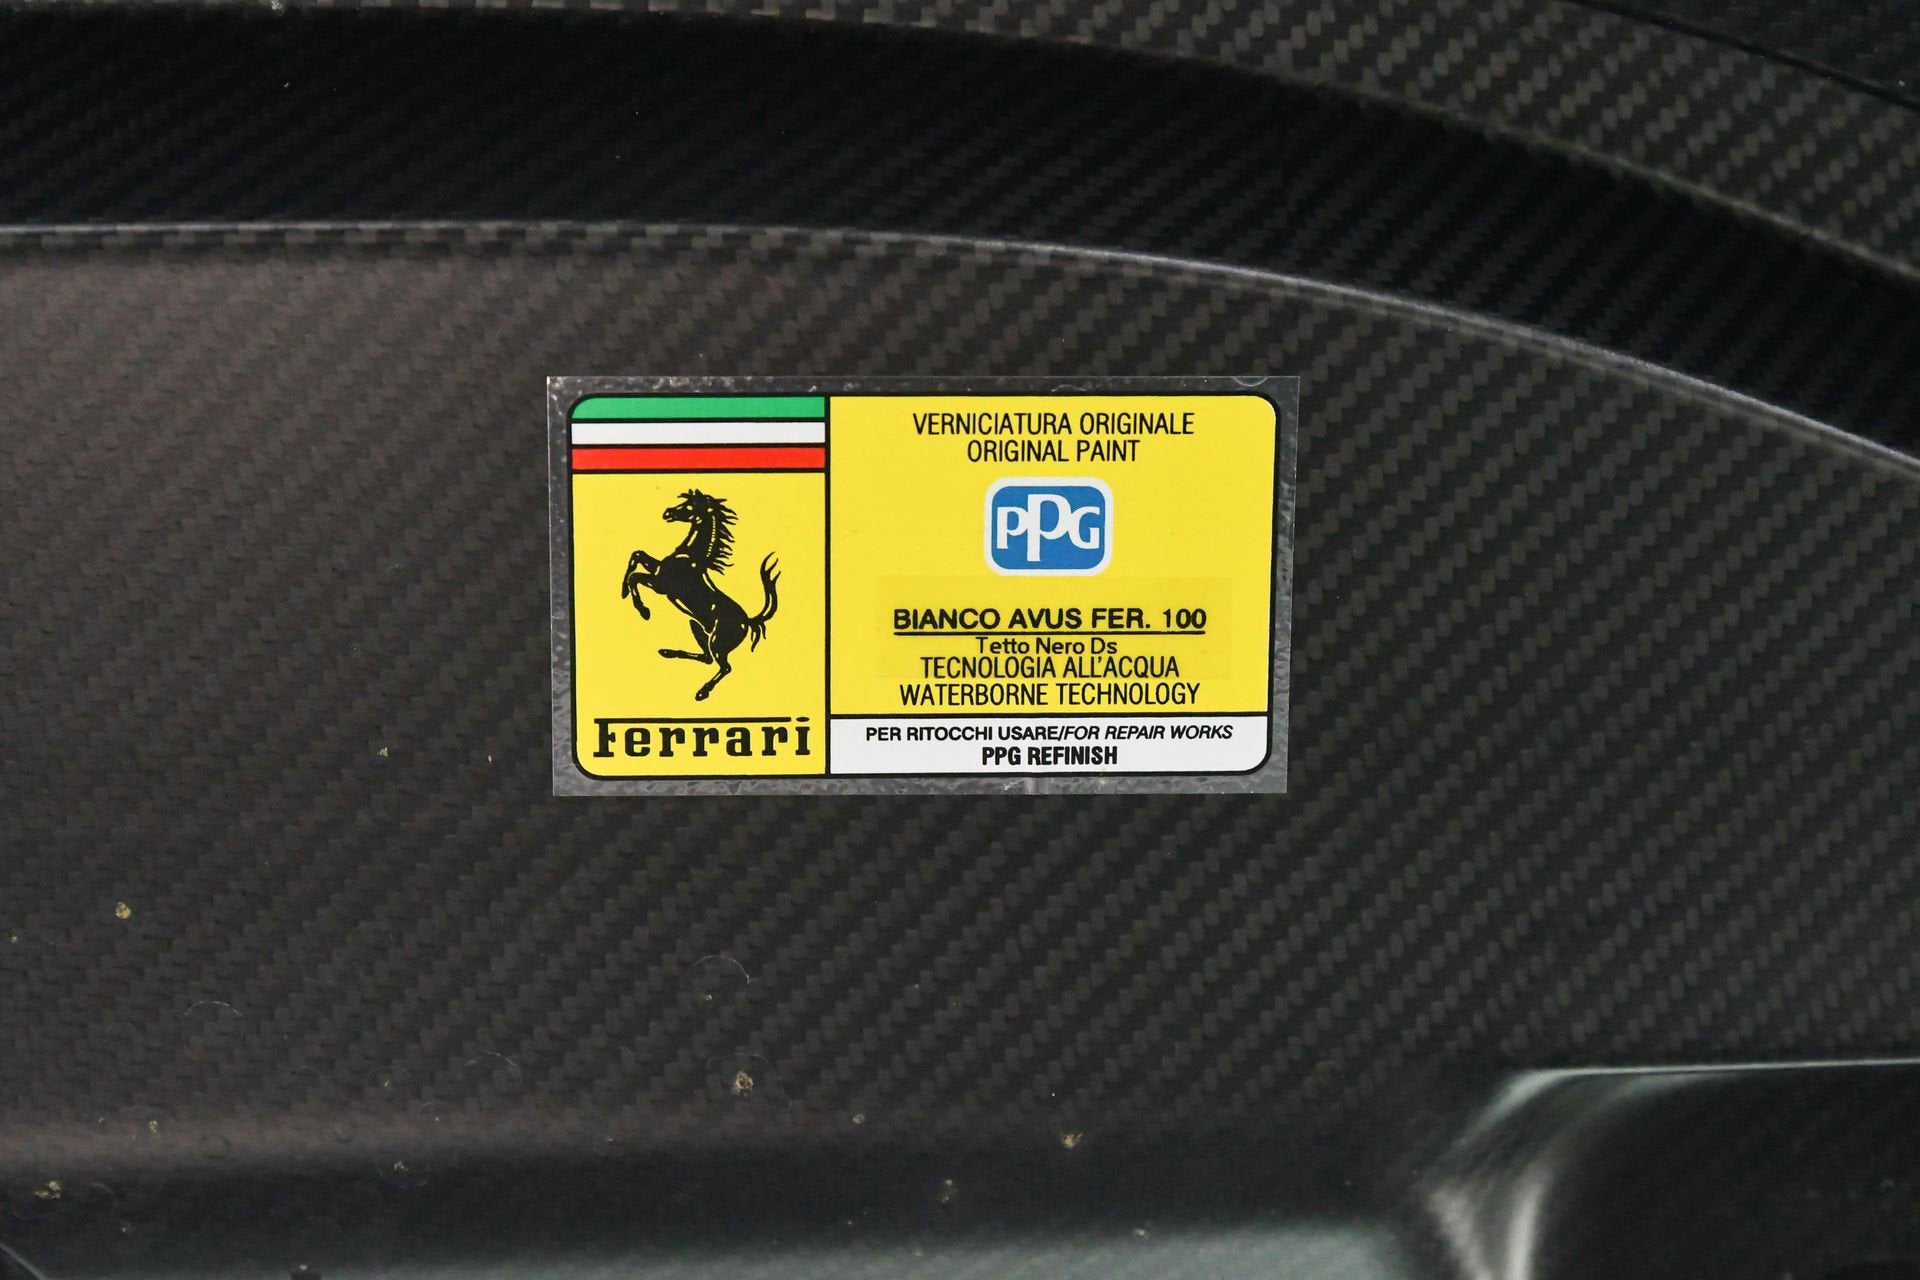 Ferrari
VERNICIATURA ORIGINALE
ORIGINAL PAINT
PPG
BIANCO AVUS FER. 100
Tetto Nero Ds
TECNOLOGIA ALL'ACQUA
WATERBORNE TECHNOLOGY
PER RITOCCHI USARE/FOR REPAIR WORKS
PPG REFINISH